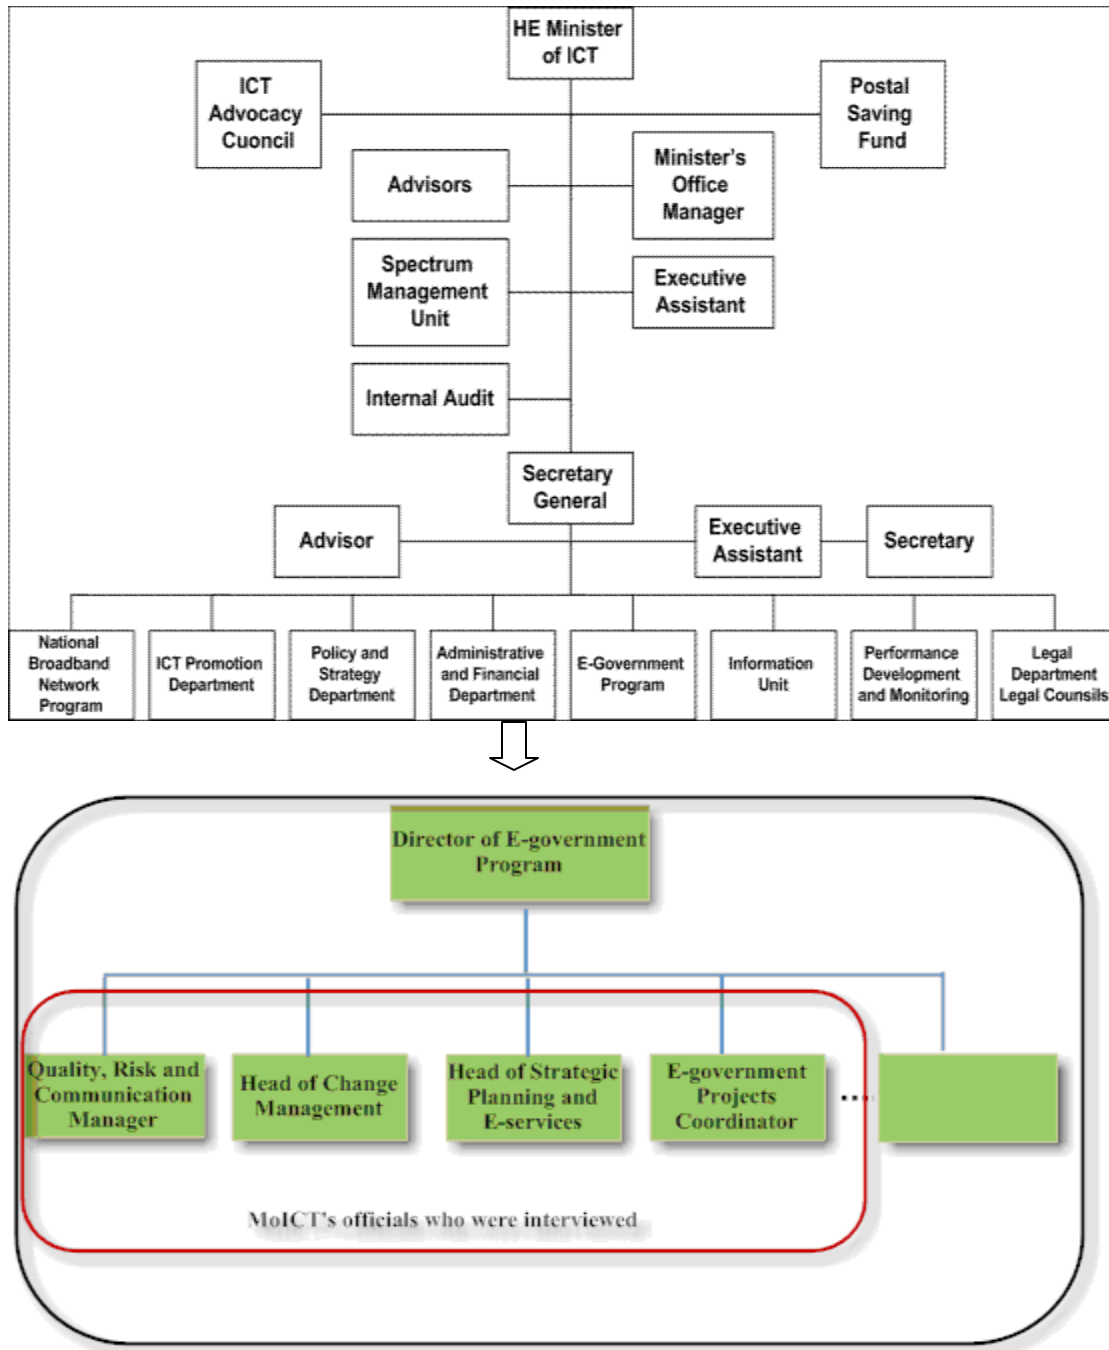 HE Minister
of ICT
ICT
Advocacy
Cuoncil
Postal
Saving
Fund
Advisors
Minister's
Office
Manager
Spectrum
Management
Unit
Executive
Assistant
Internal Audit
Secretary
General
Advisor
Executive
Assistant
Secretary
National
Broadband
Network
Program
ICT Promotion
Department
Policy and
Strategy
Department
Administrative
and Financial
Department
E-Government
Program
Information
Unit
Performance
Development
and Monitoring
Legal
Department
Legal Counsils
Director of E-government
Program
Quality, Risk and
Communication
Manager
Head of Change
Management
Head of Strategic
Planning and
E-services
E-government
Projects
Coordinator
MoICT's officials who were interviewed